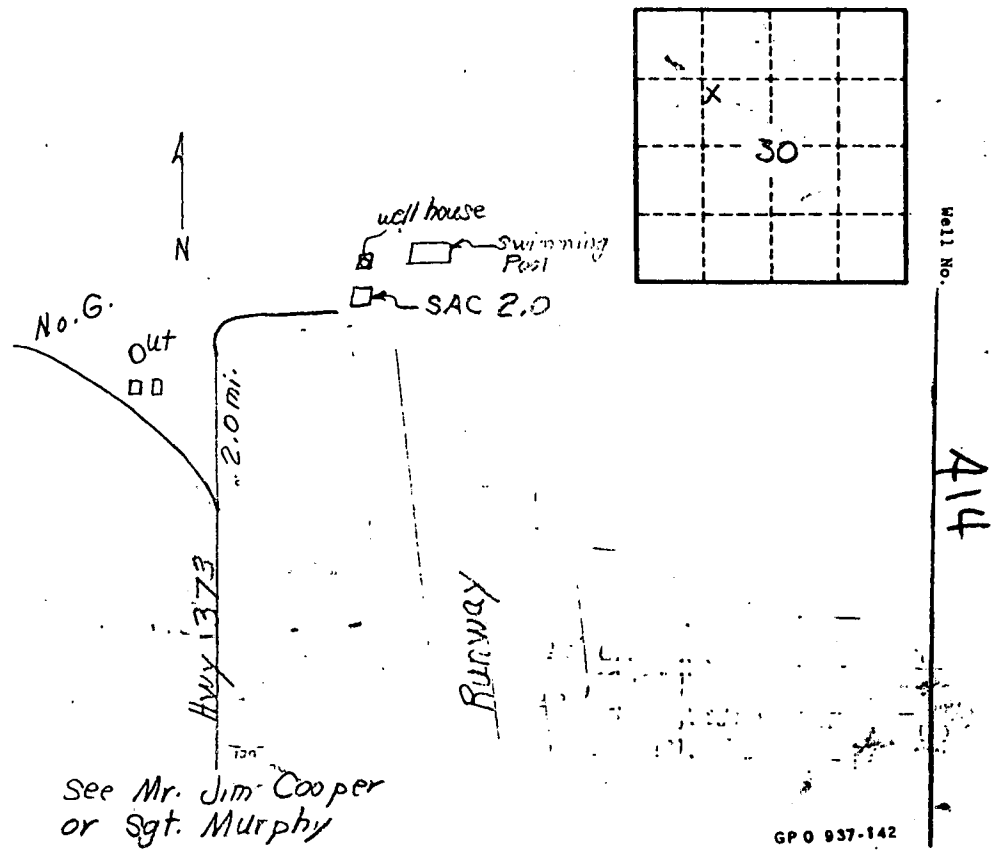 X
30
N
well house
Swimming
Pool
SAC 2.0
No. G.
Out
2.0 mi.
Hwy 1373
Runway
See Mr. Jim Cooper
or Sgt. Murphy
Well No.
414
GPO 937-142